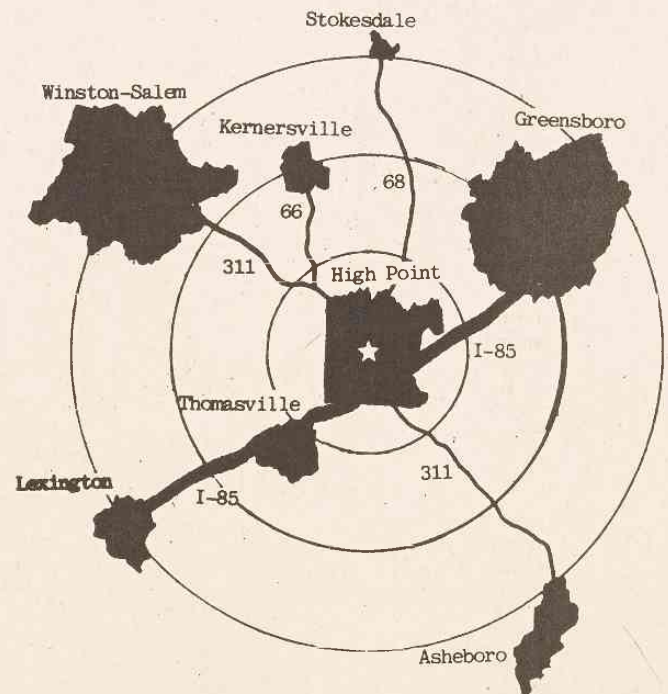 Stokesdale
Winston-Salem
Kernersville
Greensboro
68
66
311
High Point
I-85
Thomasville
311
Lexington
I-85
Asheboro